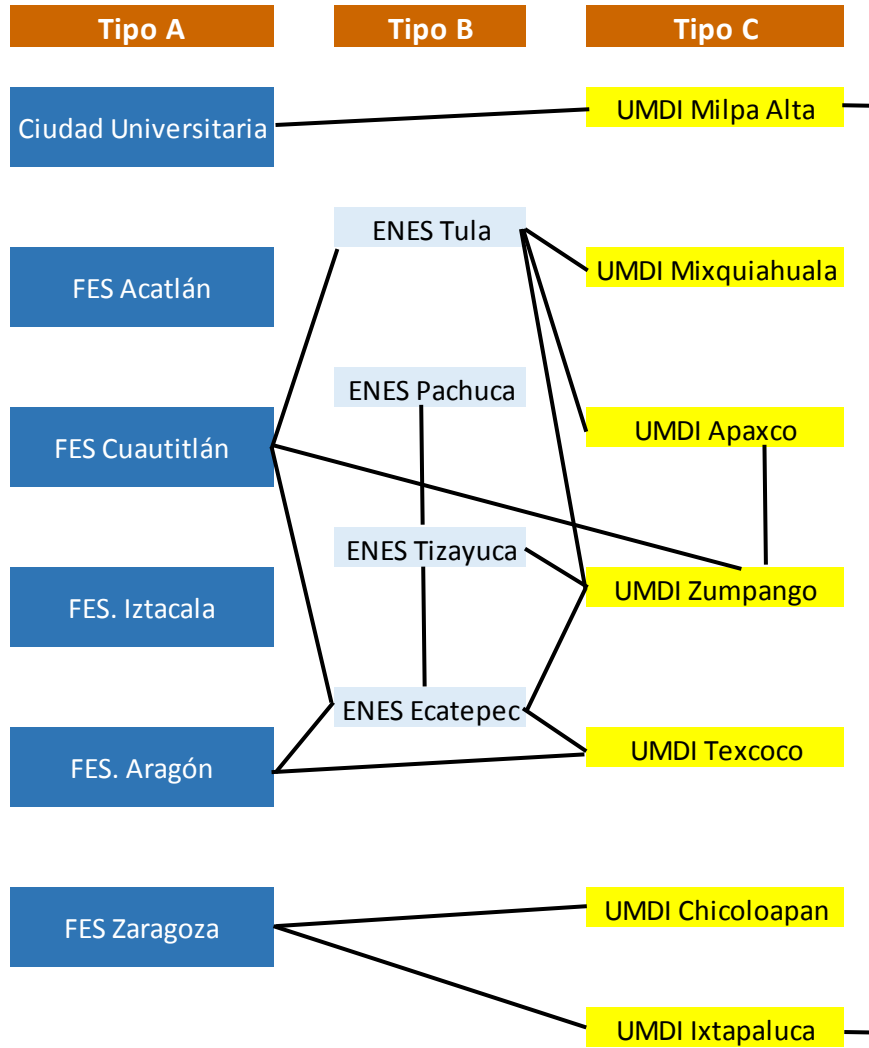 Tipo A
Tipo B
Tipo C
Ciudad Universitaria
UMDI Milpa Alta
ENES Tula
FES Acatlán
UMDI Mixquiahuala
ENES Pachuca
FES Cuautitlán
UMDI Apaxco
ENES Tizayuca
FES. Iztacala
UMDI Zumpango
ENES Ecatepec
FES. Aragón
UMDI Texcoco
FES Zaragoza
UMDI Chicoloapan
UMDI Ixtapaluca